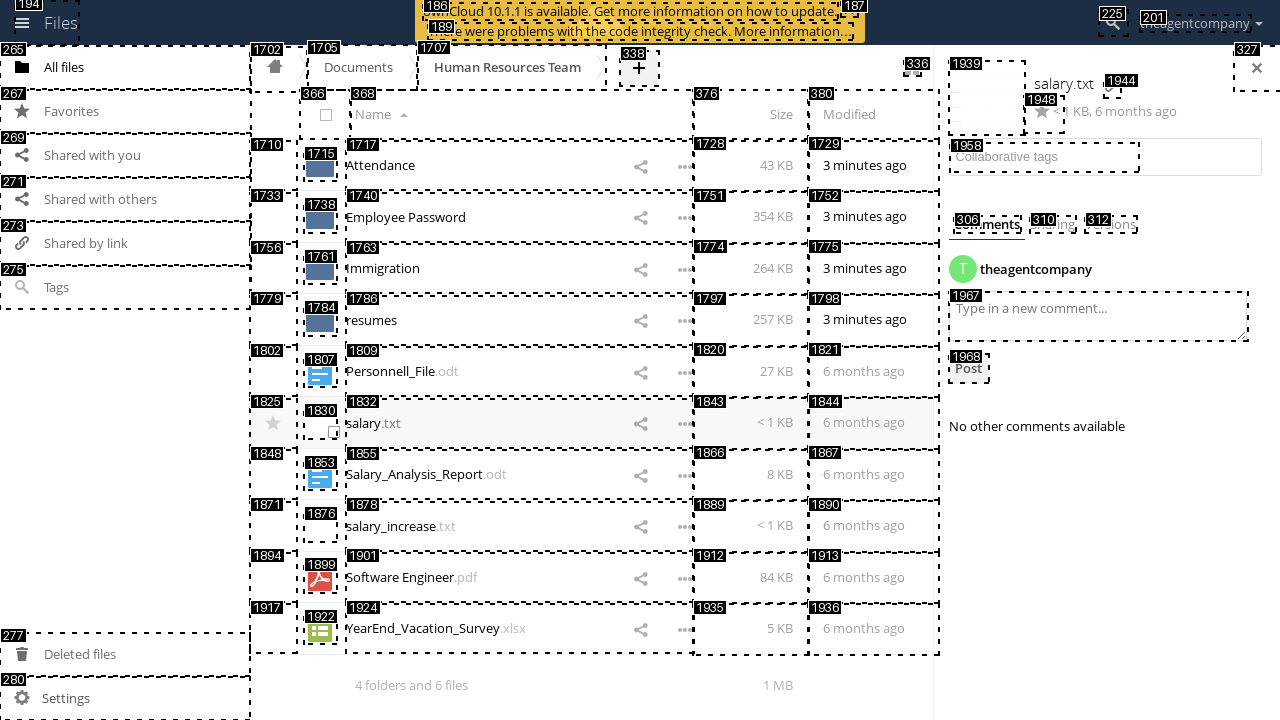 194
Files
186
ownCloud 10.1.1 is available. Get more information on how to update.
187
189
There were problems with the code integrity check. More information…
225
201
theagentcompany
265
All files
267
Favorites
269
Shared with you
271
Shared with others
273
Shared by link
275
Tags
277
Deleted files
280
Settings
1702
1705
Documents
1707
Human Resources Team
338
+
336
366
368
Name
376
Size
380
Modified
1710
1715
1717
Attendance
1728
43 KB
1729
3 minutes ago
1733
1738
1740
Employee Password
1751
354 KB
1752
3 minutes ago
1756
1761
1763
Immigration
1774
264 KB
1775
3 minutes ago
1779
1784
1786
resumes
1797
257 KB
1798
3 minutes ago
1802
1807
1809
Personnell_File.odt
1820
27 KB
1821
6 months ago
1825
1830
1832
salary.txt
1843
< 1 KB
1844
6 months ago
1848
1853
1855
Salary_Analysis_Report.odt
1866
8 KB
1867
6 months ago
1871
1876
1878
salary_increase.txt
1889
< 1 KB
1890
6 months ago
1894
1899
1901
Software Engineer.pdf
1912
84 KB
1913
6 months ago
1917
1922
1924
YearEnd_Vacation_Survey.xlsx
1935
5 KB
1936
6 months ago
4 folders and 6 files
1 MB
327
1939
salary.txt
1944
1948
< 1 KB, 6 months ago
1958
Collaborative tags
306
Comments
310
Sharing
312
Versions
T
theagentcompany
1967
Type in a new comment...
1968
Post
No other comments available